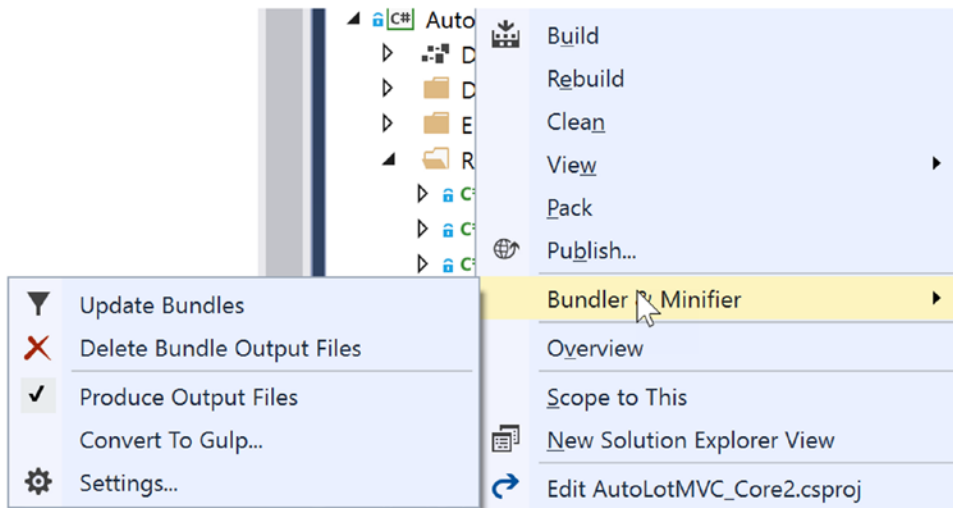 C# Auto
D
D
E
R
C
C
C
Build
Rebuild
Clean
View
Pack
Publish...
Bundler & Minifier
Overview
Scope to This
New Solution Explorer View
Edit AutoLotMVC_Core2.csproj
Update Bundles
Delete Bundle Output Files
Produce Output Files
Convert To Gulp...
Settings...